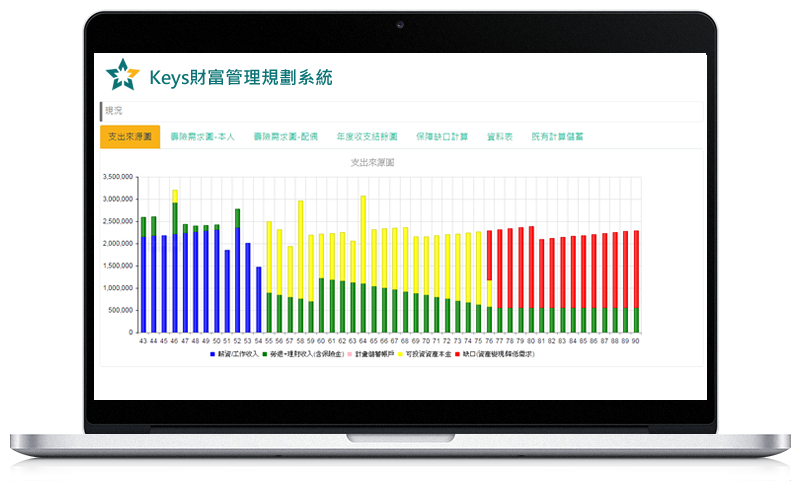 Keys財富管理規劃系統
現況
支出來源圖 壽險需求圖-本人 壽險需求圖-配偶 年度收支結餘圖 保障缺口計算 資料表 既有計算儲蓄
支出來源圖
3,500,000
3,000,000
2,500,000
2,000,000
1,500,000
1,000,000
500,000
0
43 44 45 46 47 48 49 50 51 52 53 54 55 56 57 58 59 60 61 62 63 64 65 66 67 68 69 70 71 72 73 74 75 76 77 78 79 80 81 82 83 84 85 86 87 88 89 90
薪資/工作收入 勞退+理財收入(含保險金) 計畫儲蓄帳戶 可投資資產本金 缺口(資產變現/降低需求)